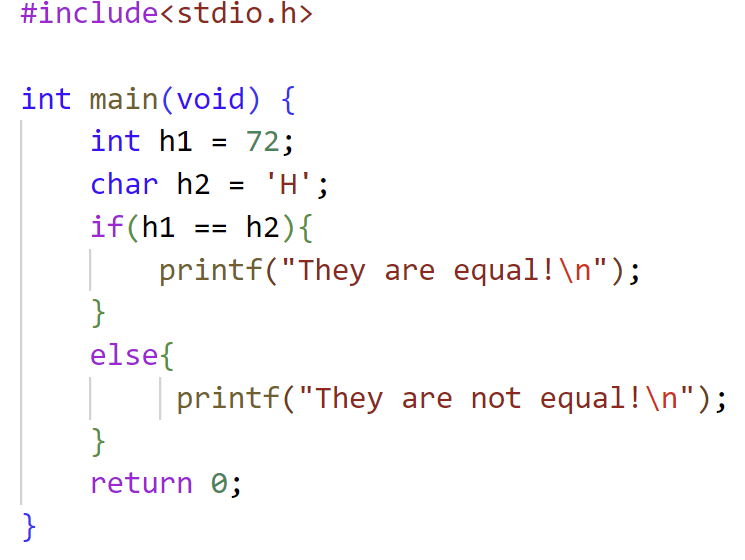 #include<stdio.h>
int main(void) {
    int h1 = 72;
    char h2 = 'H';
    if(h1 == h2){
        printf("They are equal!\n");
    }
    else{
         printf("They are not equal!\n");
    }
    return 0;
}